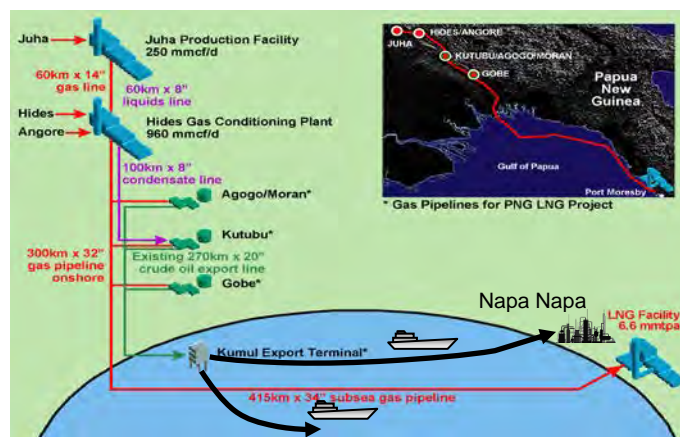 Juha
Juha Production Facility
250 mmcf/d
60km x 14"
gas line
60km x 8"
liquids line
Hides
Angore
Hides Gas Conditioning Plant
960 mmcf/d
100km x 8"
condensate line
Agogo/Moran*
Kutubu*
300km x 32"
gas pipeline
onshore
Existing 270km x 20"
crude oil export line
Gobe*
Kumul Export Terminal*
415km x 34" subsea gas pipeline
Napa Napa
LNG Facility
6.6 mmtpa
HIDES/ANGORE
JUHA
KUTUBU/AGOGO/MORAN
GOBE
Papua
New
Guinea
Gulf of Papua
Port Moresby
* Gas Pipelines for PNG LNG Project